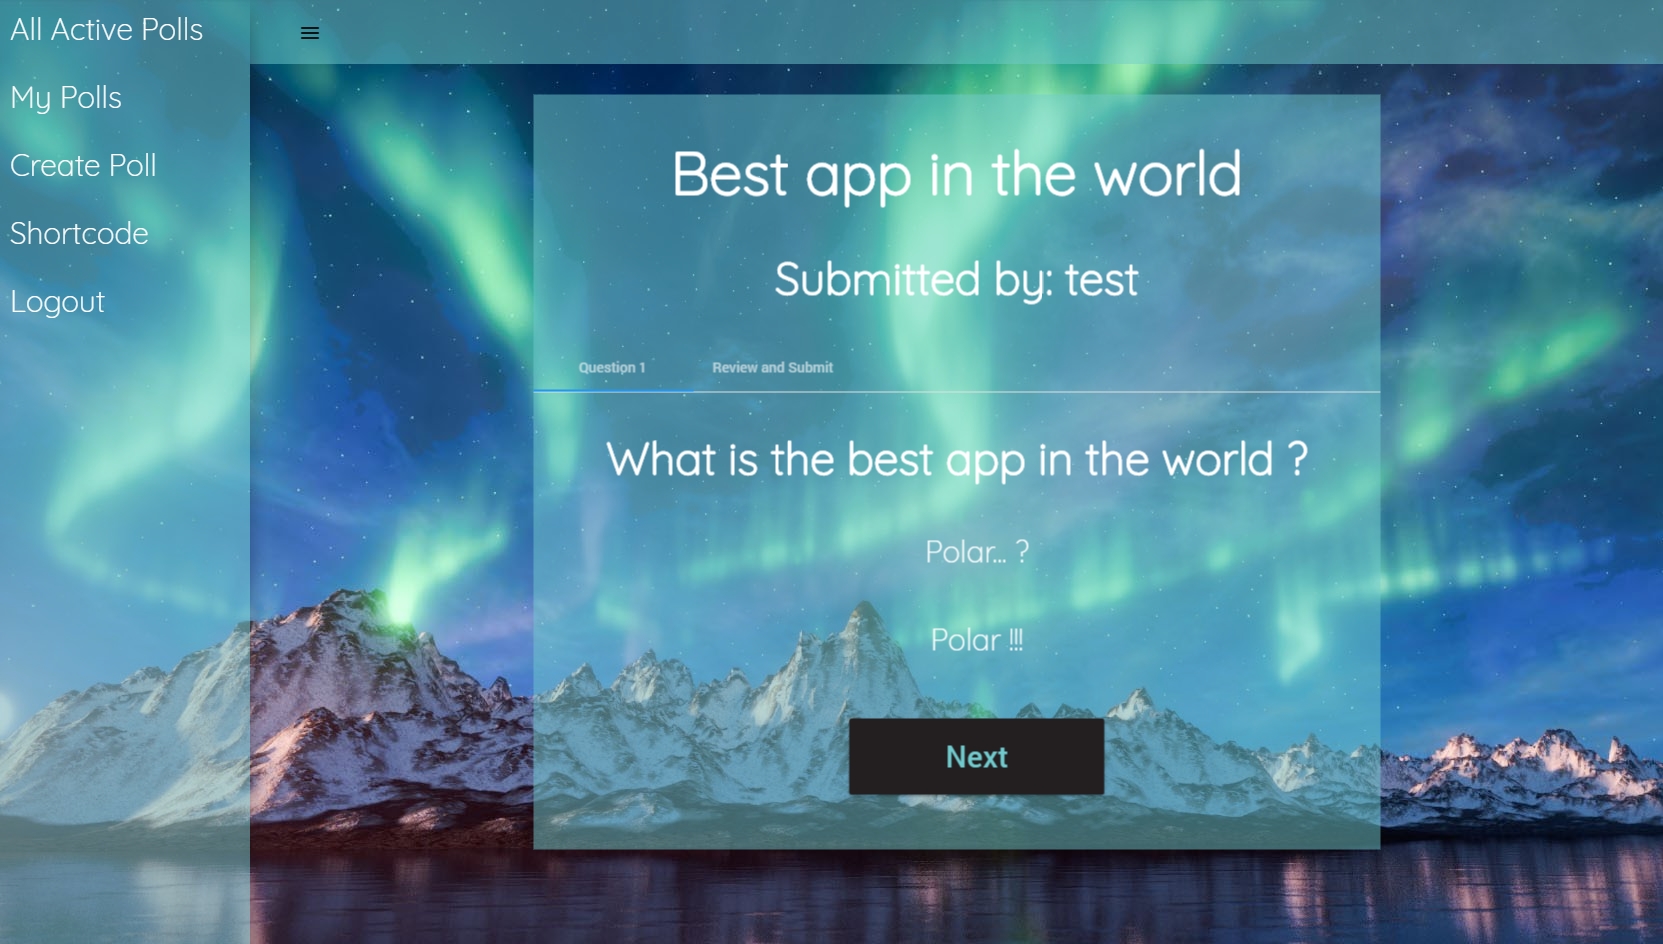 All Active Polls
My Polls
Create Poll
Shortcode
Logout
Best app in the world
Submitted by: test
Question 1
Review and Submit
What is the best app in the world ?
Polar... ?
Polar !!!
Next